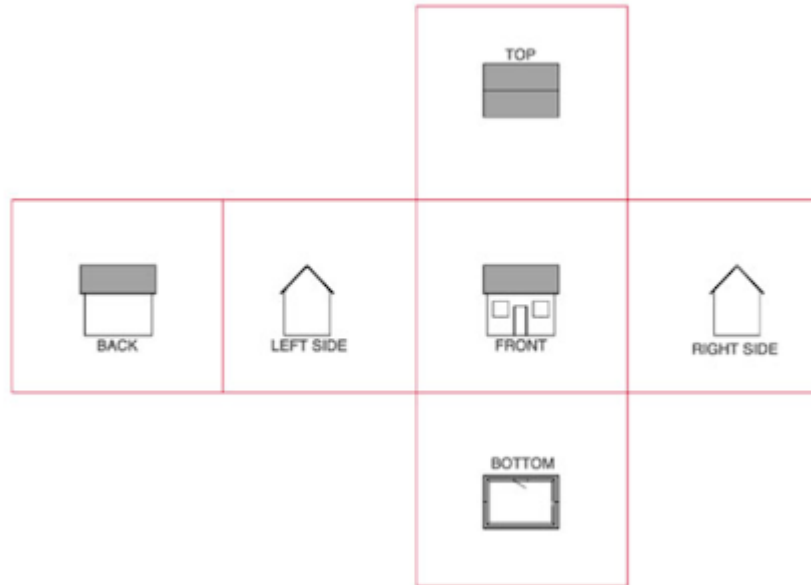 TOP
BACK
LEFT SIDE
FRONT
RIGHT SIDE
BOTTOM